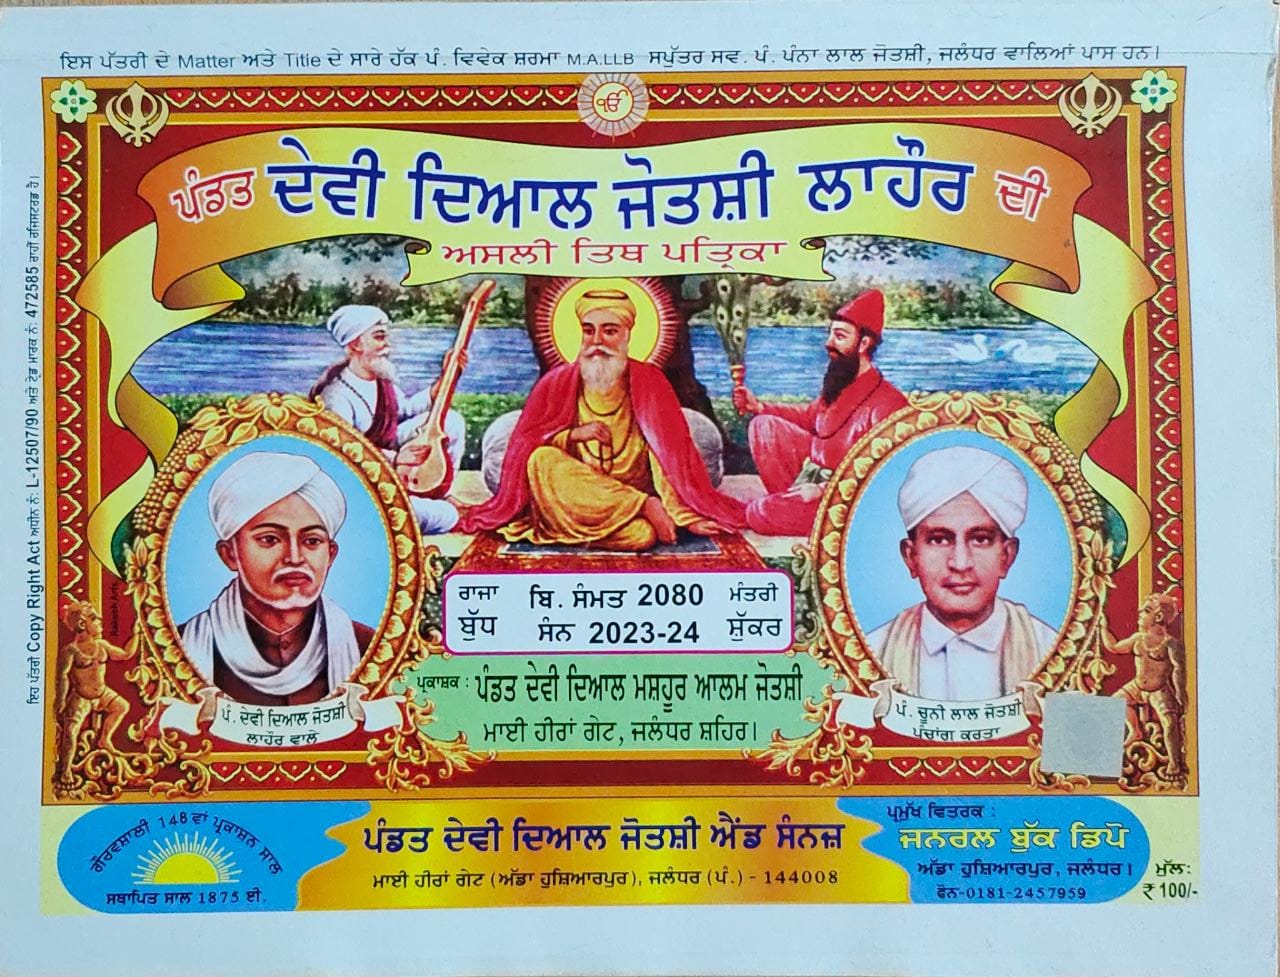 ਇਸ ਪੱਤਰੀ ਦੇ Matter ਅਤੇ Title ਦੇ ਸਾਰੇ ਹੱਕ ਪੰ. ਵਿਵੇਕ ਸ਼ਰਮਾ M.A.LLB ਸਪੁੱਤਰ ਸਵ. ਪੰ. ਪੰਨਾ ਲਾਲ ਜੋਤਸ਼ੀ, ਜਲੰਧਰ ਵਾਲਿਆਂ ਪਾਸ ਹਨ।
ੴ
ਪੰਡਤ ਦੇਵੀ ਦਿਆਲ ਜੋਤਸ਼ੀ ਲਾਹੌਰ ਦੀ
ਅਸਲੀ ਤਿਥ ਪਤ੍ਰਿਕਾ
ਇਹ ਪੱਤਰੀ Copy Right Act ਅਧੀਨ ਨੰ: L-12507/90 ਅਤੇ ਟ੍ਰੇਡ ਮਾਰਕ ਨੰ: 472585 ਰਾਹੀਂ ਰਜਿਸਟਰਡ ਹੈ।
Rakesh Arts
ਰਾਜਾ ਬਿ. ਸੰਮਤ 2080 ਮੰਤਰੀ
ਬੁੱਧ ਸੰਨ 2023-24 ਸ਼ੁੱਕਰ
ਪ੍ਰਕਾਸ਼ਕ : ਪੰਡਤ ਦੇਵੀ ਦਿਆਲ ਮਸ਼ਹੂਰ ਆਲਮ ਜੋਤਸ਼ੀ
ਮਾਈ ਹੀਰਾਂ ਗੇਟ, ਜਲੰਧਰ ਸ਼ਹਿਰ।
ਪੰ. ਦੇਵੀ ਦਿਆਲ ਜੋਤਸ਼ੀ
ਲਾਹੌਰ ਵਾਲੇ
ਪੰ. ਚੂਨੀ ਲਾਲ ਜੋਤਸ਼ੀ
ਪੰਚਾਂਗ ਕਰਤਾ
ਗੌਰਵਸ਼ਾਲੀ 148ਵਾਂ ਪ੍ਰਕਾਸ਼ਨ ਸਾਲ
ਸਥਾਪਿਤ ਸਾਲ 1875 ਈ.
ਪੰਡਤ ਦੇਵੀ ਦਿਆਲ ਜੋਤਸ਼ੀ ਐਂਡ ਸੰਨਜ਼
ਮਾਈ ਹੀਰਾਂ ਗੇਟ (ਅੱਡਾ ਹੁਸ਼ਿਆਰਪੁਰ), ਜਲੰਧਰ (ਪੰ.) - 144008
ਪ੍ਰਮੁੱਖ ਵਿਤਰਕ :
ਜਨਰਲ ਬੁੱਕ ਡਿਪੋ
ਅੱਡਾ ਹੁਸ਼ਿਆਰਪੁਰ, ਜਲੰਧਰ।
ਫੋਨ-0181-2457959
ਮੁੱਲ:
₹ 100/-